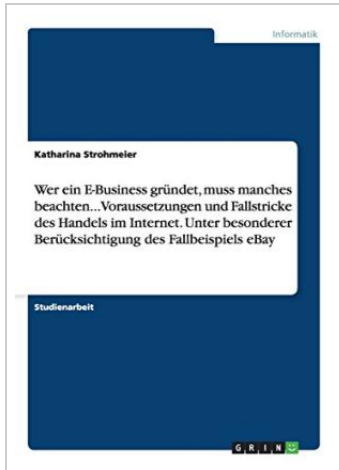 Informatik
Katharina Strohmeier
Wer ein E-Business gründet, muss manches
beachten...Voraussetzungen und Fallstricke
des Handels im Internet. Unter besonderer
Berücksichtigung des Fallbeispiels eBay
Studienarbeit
GRIN